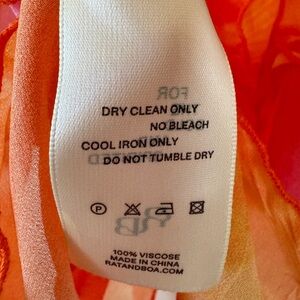 DRY CLEAN ONLY
NO BLEACH
COOL IRON ONLY
DO NOT TUMBLE DRY
P
100% VISCOSE
MADE IN CHINA
RATANDBOA.COM